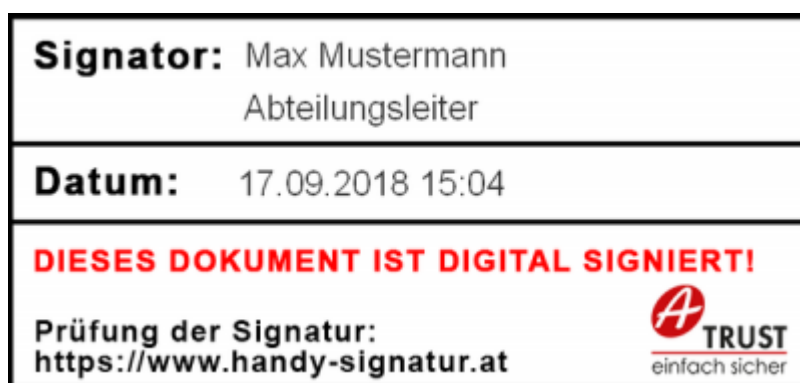 Signator: Max Mustermann
Abteilungsleiter
Datum: 17.09.2018 15:04
DIESES DOKUMENT IST DIGITAL SIGNIERT!
Prüfung der Signatur:
https://www.handy-signatur.at
A TRUST
einfach sicher